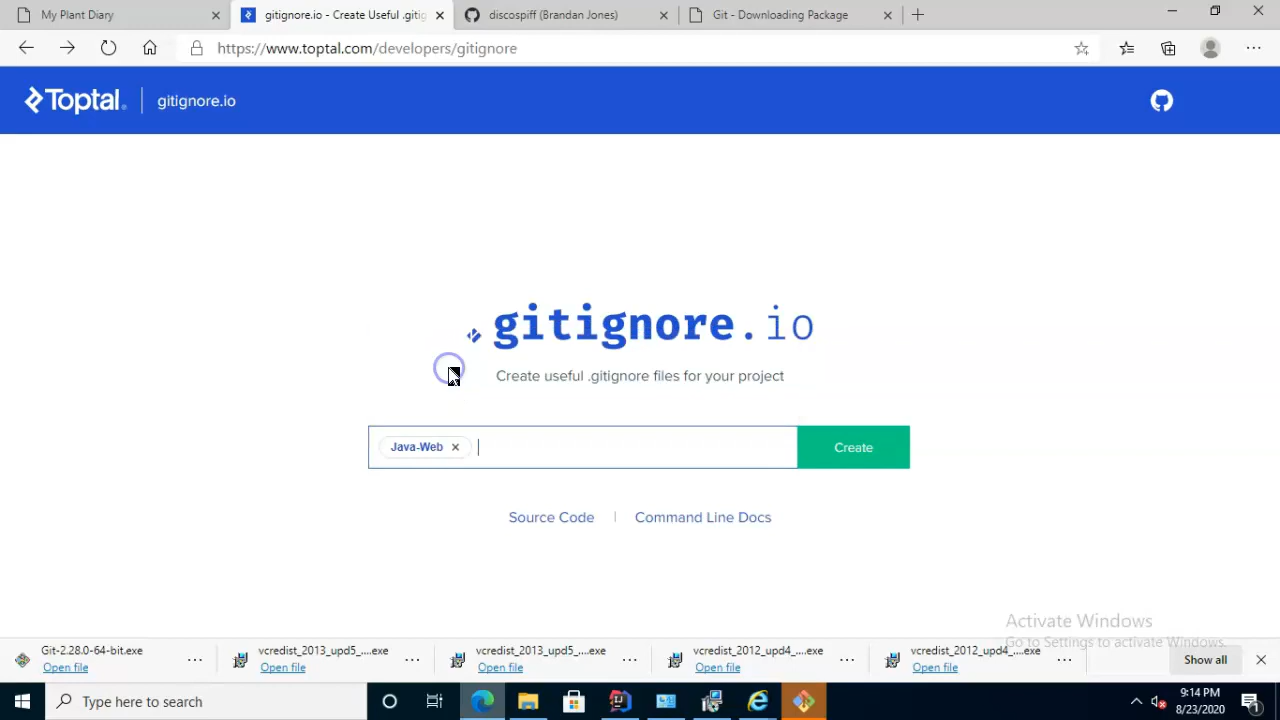 My Plant Diary
gitignore.io - Create Useful .gitig
discospiff (Brandan Jones)
Git - Downloading Package
https://www.toptal.com/developers/gitignore
Toptal
gitignore.io
gitignore.io
Create useful .gitignore files for your project
Java-Web
Create
Source Code
Command Line Docs
Activate Windows
Go to Settings to activate Windows.
Git-2.28.0-64-bit.exe
Open file
vcredist_2013_upd5_....exe
Open file
vcredist_2013_upd5_....exe
Open file
vcredist_2012_upd4_....exe
Open file
vcredist_2012_upd4_....exe
Open file
Show all
Type here to search
9:14 PM
8/23/2020
1